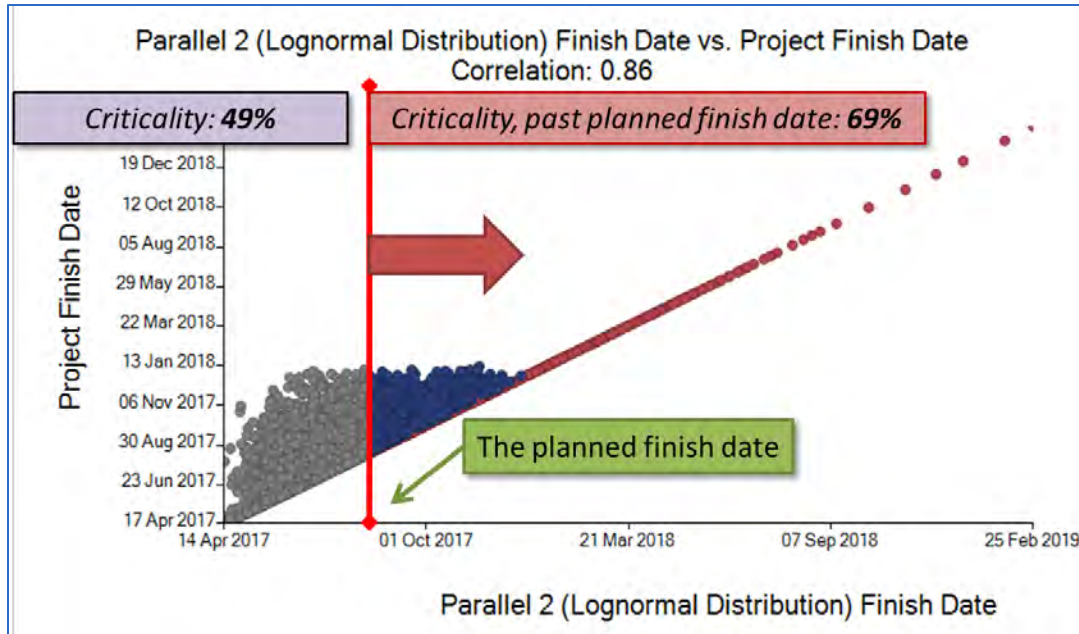 Parallel 2 (Lognormal Distribution) Finish Date vs. Project Finish Date
Correlation: 0.86
Criticality: 49%
Criticality, past planned finish date: 69%
Project Finish Date
19 Dec 2018
12 Oct 2018
05 Aug 2018
29 May 2018
22 Mar 2018
13 Jan 2018
06 Nov 2017
30 Aug 2017
23 Jun 2017
17 Apr 2017
The planned finish date
14 Apr 2017
01 Oct 2017
21 Mar 2018
07 Sep 2018
25 Feb 2019
Parallel 2 (Lognormal Distribution) Finish Date